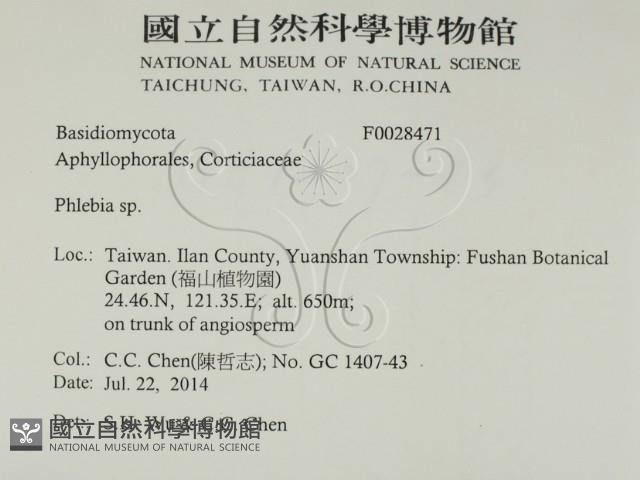 國立自然科學博物館
NATIONAL MUSEUM OF NATURAL SCIENCE
TAICHUNG, TAIWAN, R.O.CHINA
Basidiomycota F0028471
Aphyllophorales, Corticiaceae
Phlebia sp.
Loc.: Taiwan. Ilan County, Yuanshan Township: Fushan Botanical
Garden (福山植物園)
24.46.N, 121.35.E; alt. 650m;
on trunk of angiosperm
Col.: C.C. Chen(陳哲志); No. GC 1407-43
Date: Jul. 22, 2014
Det.: S.H. Wu & C.C. Chen
國立自然科學博物館
NATIONAL MUSEUM OF NATURAL SCIENCE